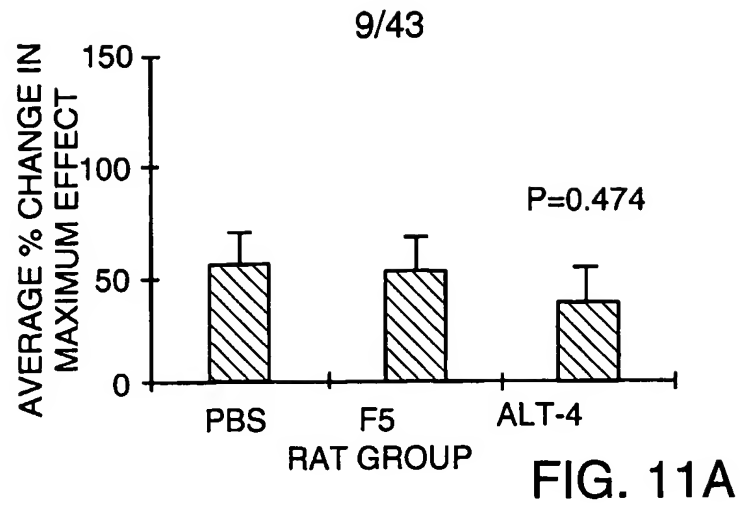 9/43
AVERAGE % CHANGE IN
MAXIMUM EFFECT
150
100
50
0
P=0.474
PBS
F5
ALT-4
RAT GROUP
FIG. 11A